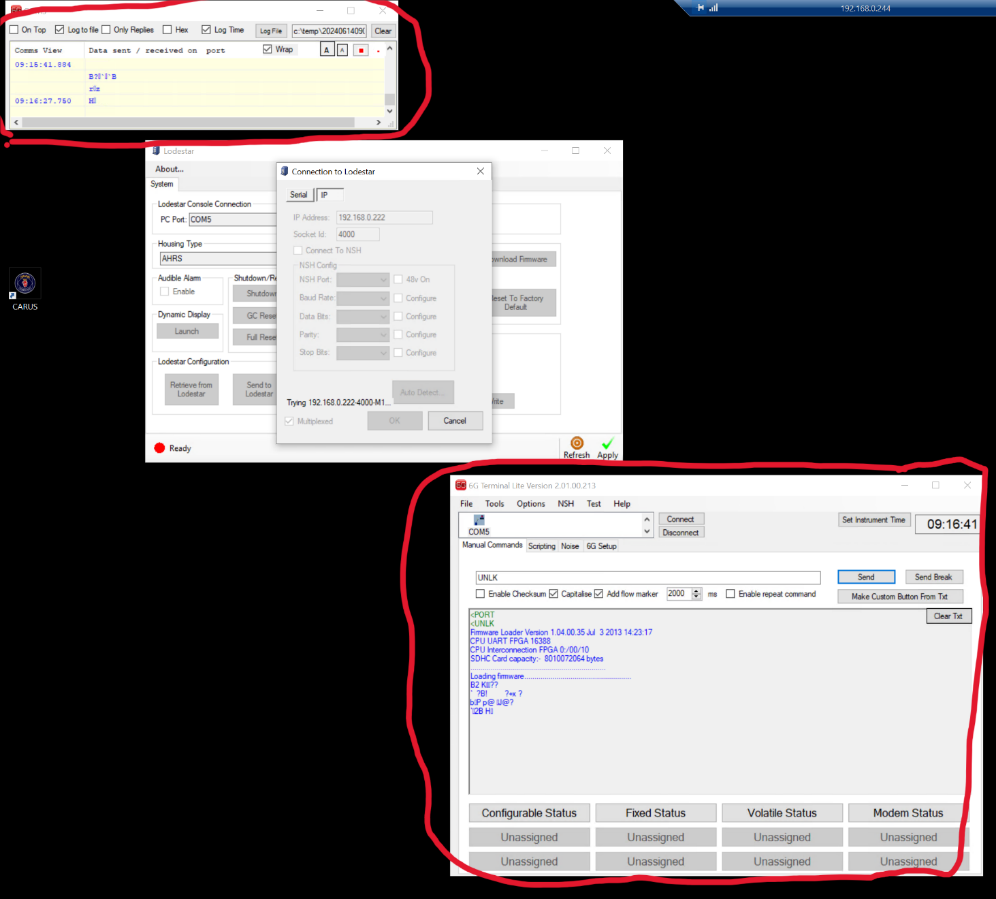 192.168.0.244
On Top Log to file Only Replies Hex Log Time Log File c:\temp\20240614090 Clear
Comms View Data sent / received on port Wrap A A
09:15:41.884
09:16:27.750
Lodestar
About...
System
Lodestar Console Connection
PC Port: COM5
Housing Type
AHRS
Audible Alarm
Enable
Shutdown/Re
Shutdow
Dynamic Display
Launch
GC Rese
Full Rese
Lodestar Configuration
Retrieve from
Lodestar
Send to
Lodestar
Ready
ownload Firmware
eset To Factory
Default
Refresh Apply
Connection to Lodestar
Serial IP
IP Address: 192.168.0.222
Socket Id: 4000
Connect To NSH
NSH Config
NSH Port: 48v On
Baud Rate: Configure
Data Bits: Configure
Parity: Configure
Stop Bits: Configure
Auto Detect...
Trying 192.168.0.222-4000-M1...
Multiplexed OK Cancel
CARUS
6G Terminal Lite Version 2.01.00.213
File Tools Options NSH Test Help
COM5
Connect
Disconnect
Set Instrument Time 09:16:41
Manual Commands Scripting Noise 6G Setup
UNLK Send Send Break
Enable Checksum Capitalise Add flow marker 2000 ms Enable repeat command Make Custom Button From Txt
Clear Txt
<PORT
<UNLK
Firmware Loader Version 1.04.00.35 Jul 3 2013 14:23:17
CPU UART FPGA 16388
CPU Interconnection FPGA 0:/00/10
SDHC Card capacity:- 8010072064 bytes
Loading firmware
Configurable Status Fixed Status Volatile Status Modem Status
Unassigned Unassigned Unassigned Unassigned
Unassigned Unassigned Unassigned Unassigned